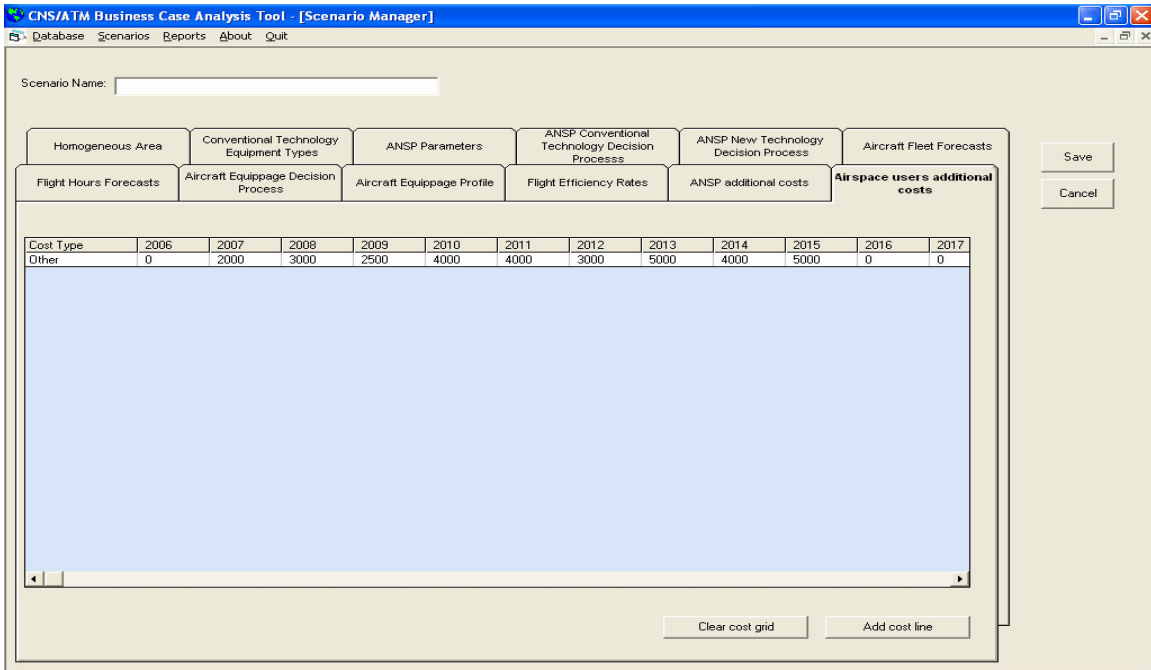 CNS/ATM Business Case Analysis Tool - [Scenario Manager]
Database Scenarios Reports About Quit
Scenario Name:
Homogeneous Area
Conventional Technology
Equipment Types
ANSP Parameters
ANSP Conventional
Technology Decision
Processs
ANSP New Technology
Decision Process
Aircraft Fleet Forecasts
Save
Flight Hours Forecasts
Aircraft Equippage Decision
Process
Aircraft Equippage Profile
Flight Efficiency Rates
ANSP additional costs
Airspace users additional
costs
Cancel
Cost Type 2006 2007 2008 2009 2010 2011 2012 2013 2014 2015 2016 2017
Other 0 2000 3000 2500 4000 4000 3000 5000 4000 5000 0 0
Clear cost grid Add cost line